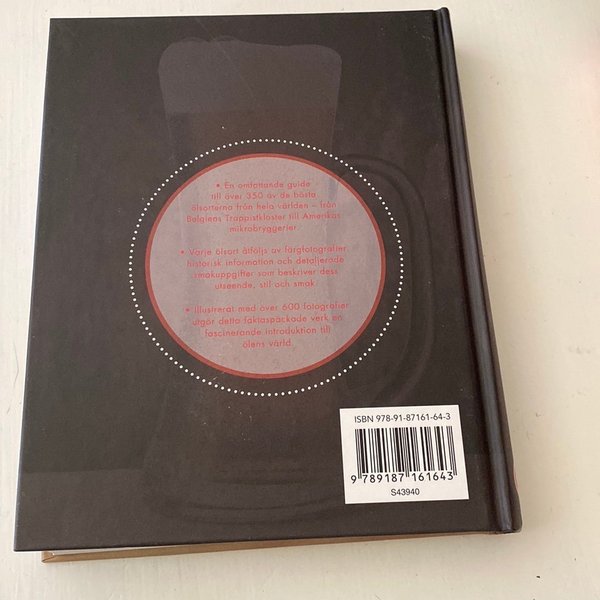 • En omfattande guide
till över 350 av de bästa
ölsorterna från hela världen – från
Belgiens Trappistkloster till Amerikas
mikrobryggerier.
• Varje ölsort åtföljs av färgfotografier
historisk information och detaljerade
smakuppgifter som beskriver dess
utseende, stil och smak.
• Illustrerat med över 600 fotografier
utgör detta faktaspäckade verk en
fascinerande introduktion till
ölens värld.
ISBN 978-91-87161-64-3
9 789187 161643
S43940